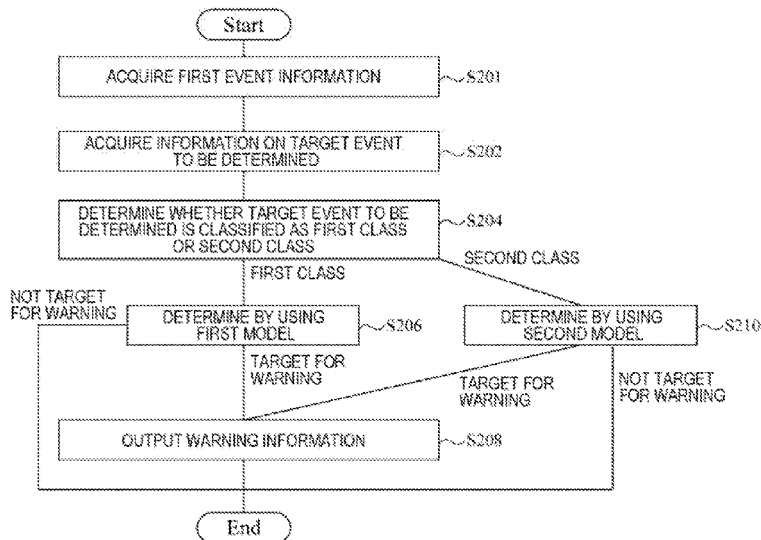 Start
ACQUIRE FIRST EVENT INFORMATION
S201
ACQUIRE INFORMATION ON TARGET EVENT
TO BE DETERMINED
S202
DETERMINE WHETHER TARGET EVENT TO BE
DETERMINED IS CLASSIFIED AS FIRST CLASS
OR SECOND CLASS
S204
FIRST CLASS
SECOND CLASS
NOT TARGET
FOR WARNING
DETERMINE BY USING
FIRST MODEL
S206
DETERMINE BY USING
SECOND MODEL
S210
TARGET FOR
WARNING
TARGET FOR
WARNING
NOT TARGET
FOR WARNING
OUTPUT WARNING INFORMATION
S208
End